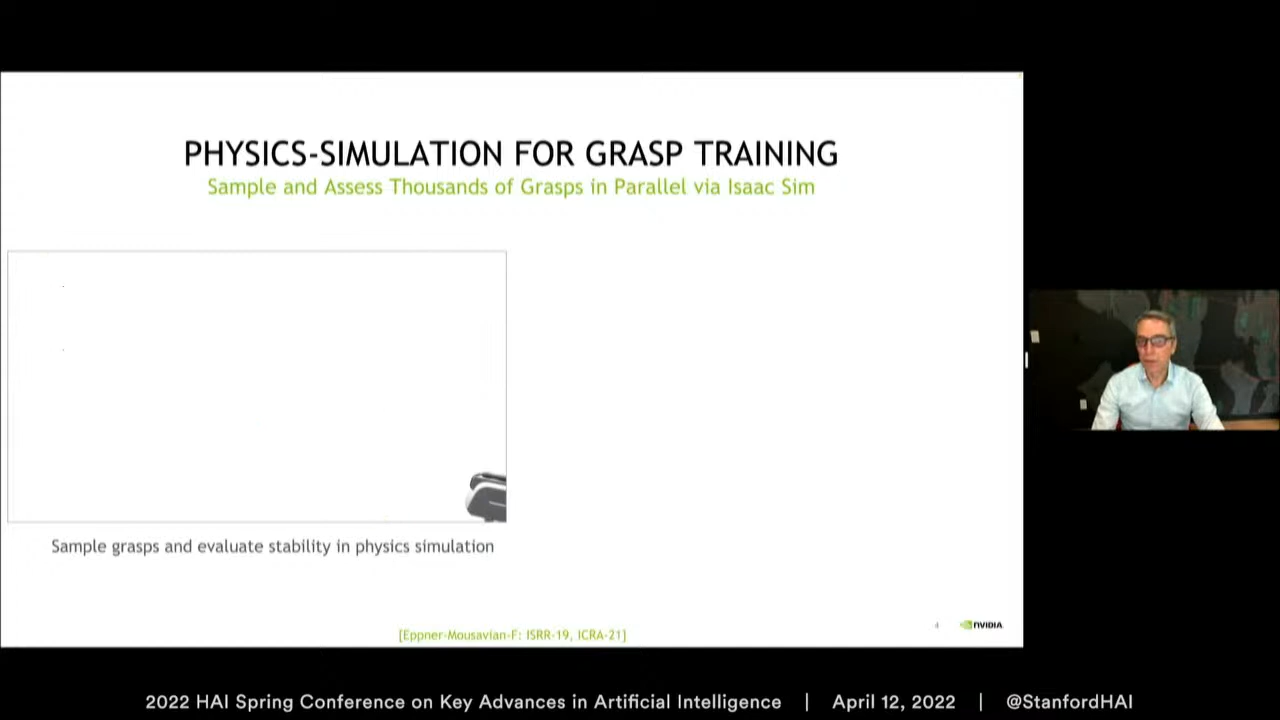 PHYSICS-SIMULATION FOR GRASP TRAINING
Sample and Assess Thousands of Grasps in Parallel via Isaac Sim
Sample grasps and evaluate stability in physics simulation
[Eppner-Mousavian-F: ISRR-19, ICRA-21]
4 NVIDIA
2022 HAI Spring Conference on Key Advances in Artificial Intelligence | April 12, 2022 | @StanfordHAI